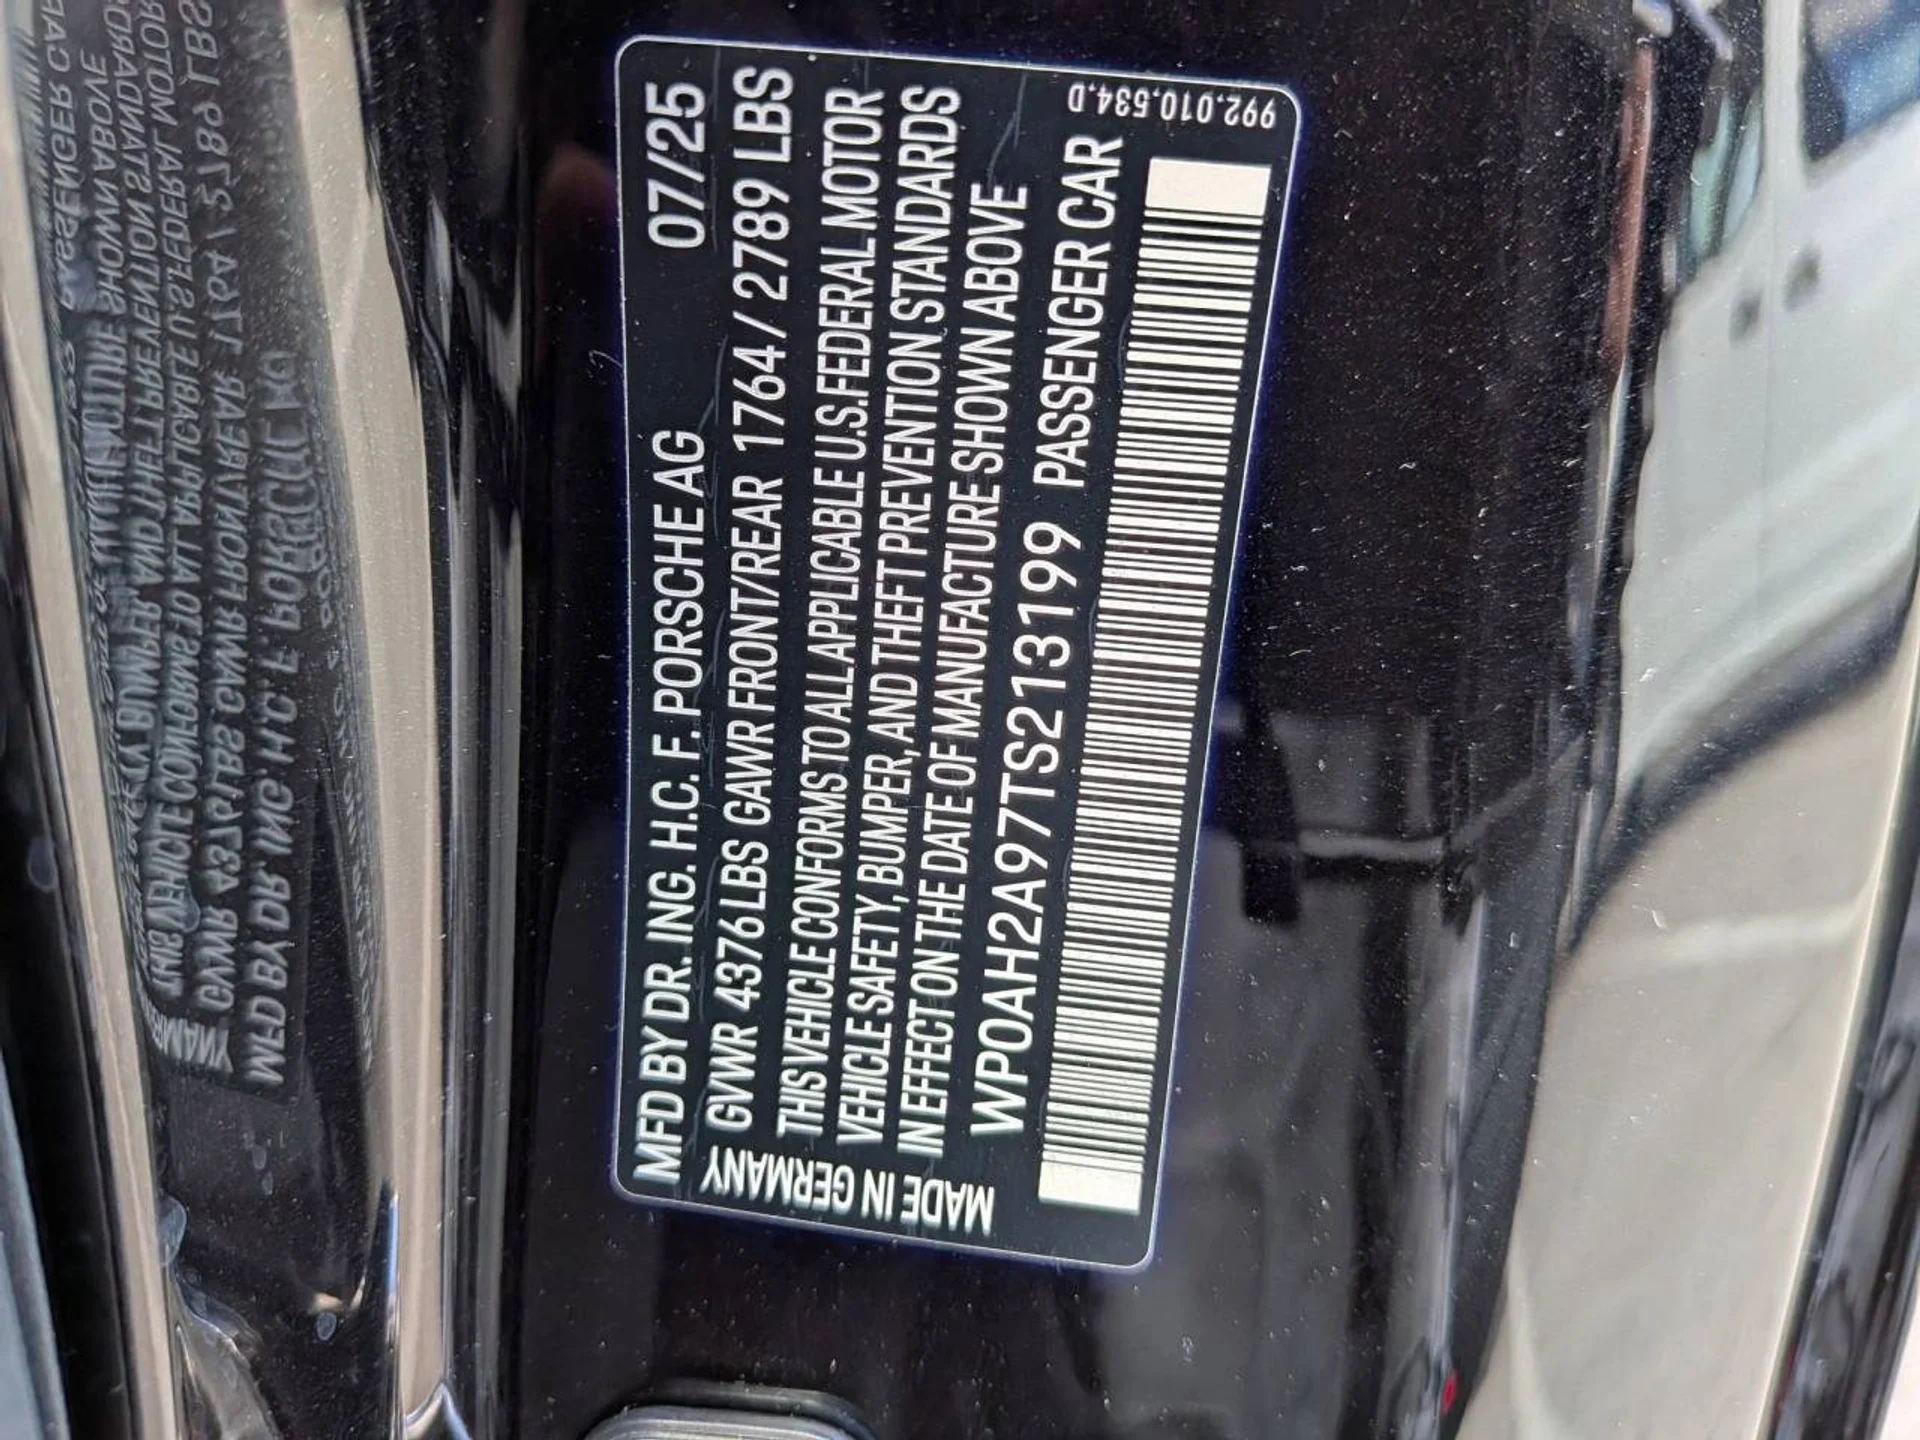 MFD BY DR. ING. H.C. F. PORSCHE AG 07/25
GVWR 4376 LBS GAWR FRONT/REAR 1764 / 2789 LBS
THIS VEHICLE CONFORMS TO ALL APPLICABLE U.S. FEDERAL MOTOR
VEHICLE SAFETY, BUMPER, AND THEFT PREVENTION STANDARDS
IN EFFECT ON THE DATE OF MANUFACTURE SHOWN ABOVE
WP0AH2A97TS213199 PASSENGER CAR
MADE IN GERMANY
992.010.534.D